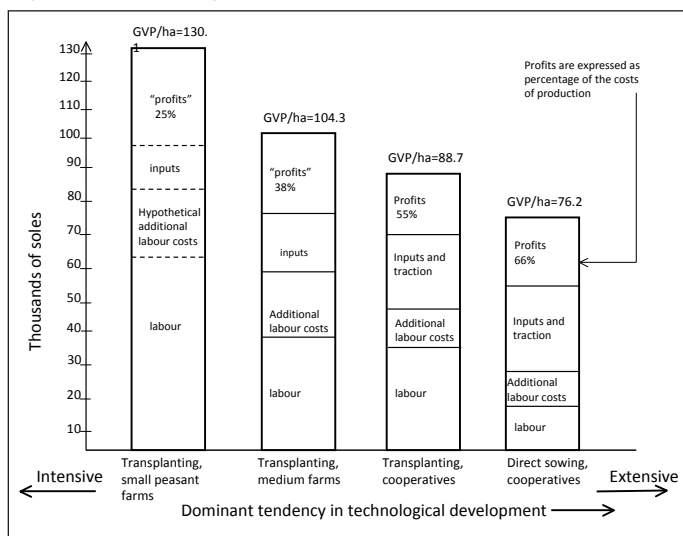 GVP/ha=130.
1
GVP/ha=104.3
GVP/ha=88.7
GVP/ha=76.2
Profits are expressed as
percentage of the costs
of production
Thousands of soles
130
120
110
100
90
80
70
60
50
40
30
20
10
“profits”
25%
inputs
Hypothetical
additional
labour costs
labour
“profits”
38%
inputs
Additional
labour costs
labour
Profits
55%
Inputs and
traction
Additional
labour costs
labour
Profits
66%
Inputs and
traction
Additional
labour costs
labour
Transplanting,
small peasant
farms
Transplanting,
medium farms
Transplanting,
cooperatives
Direct sowing,
cooperatives
Intensive
Extensive
Dominant tendency in technological development